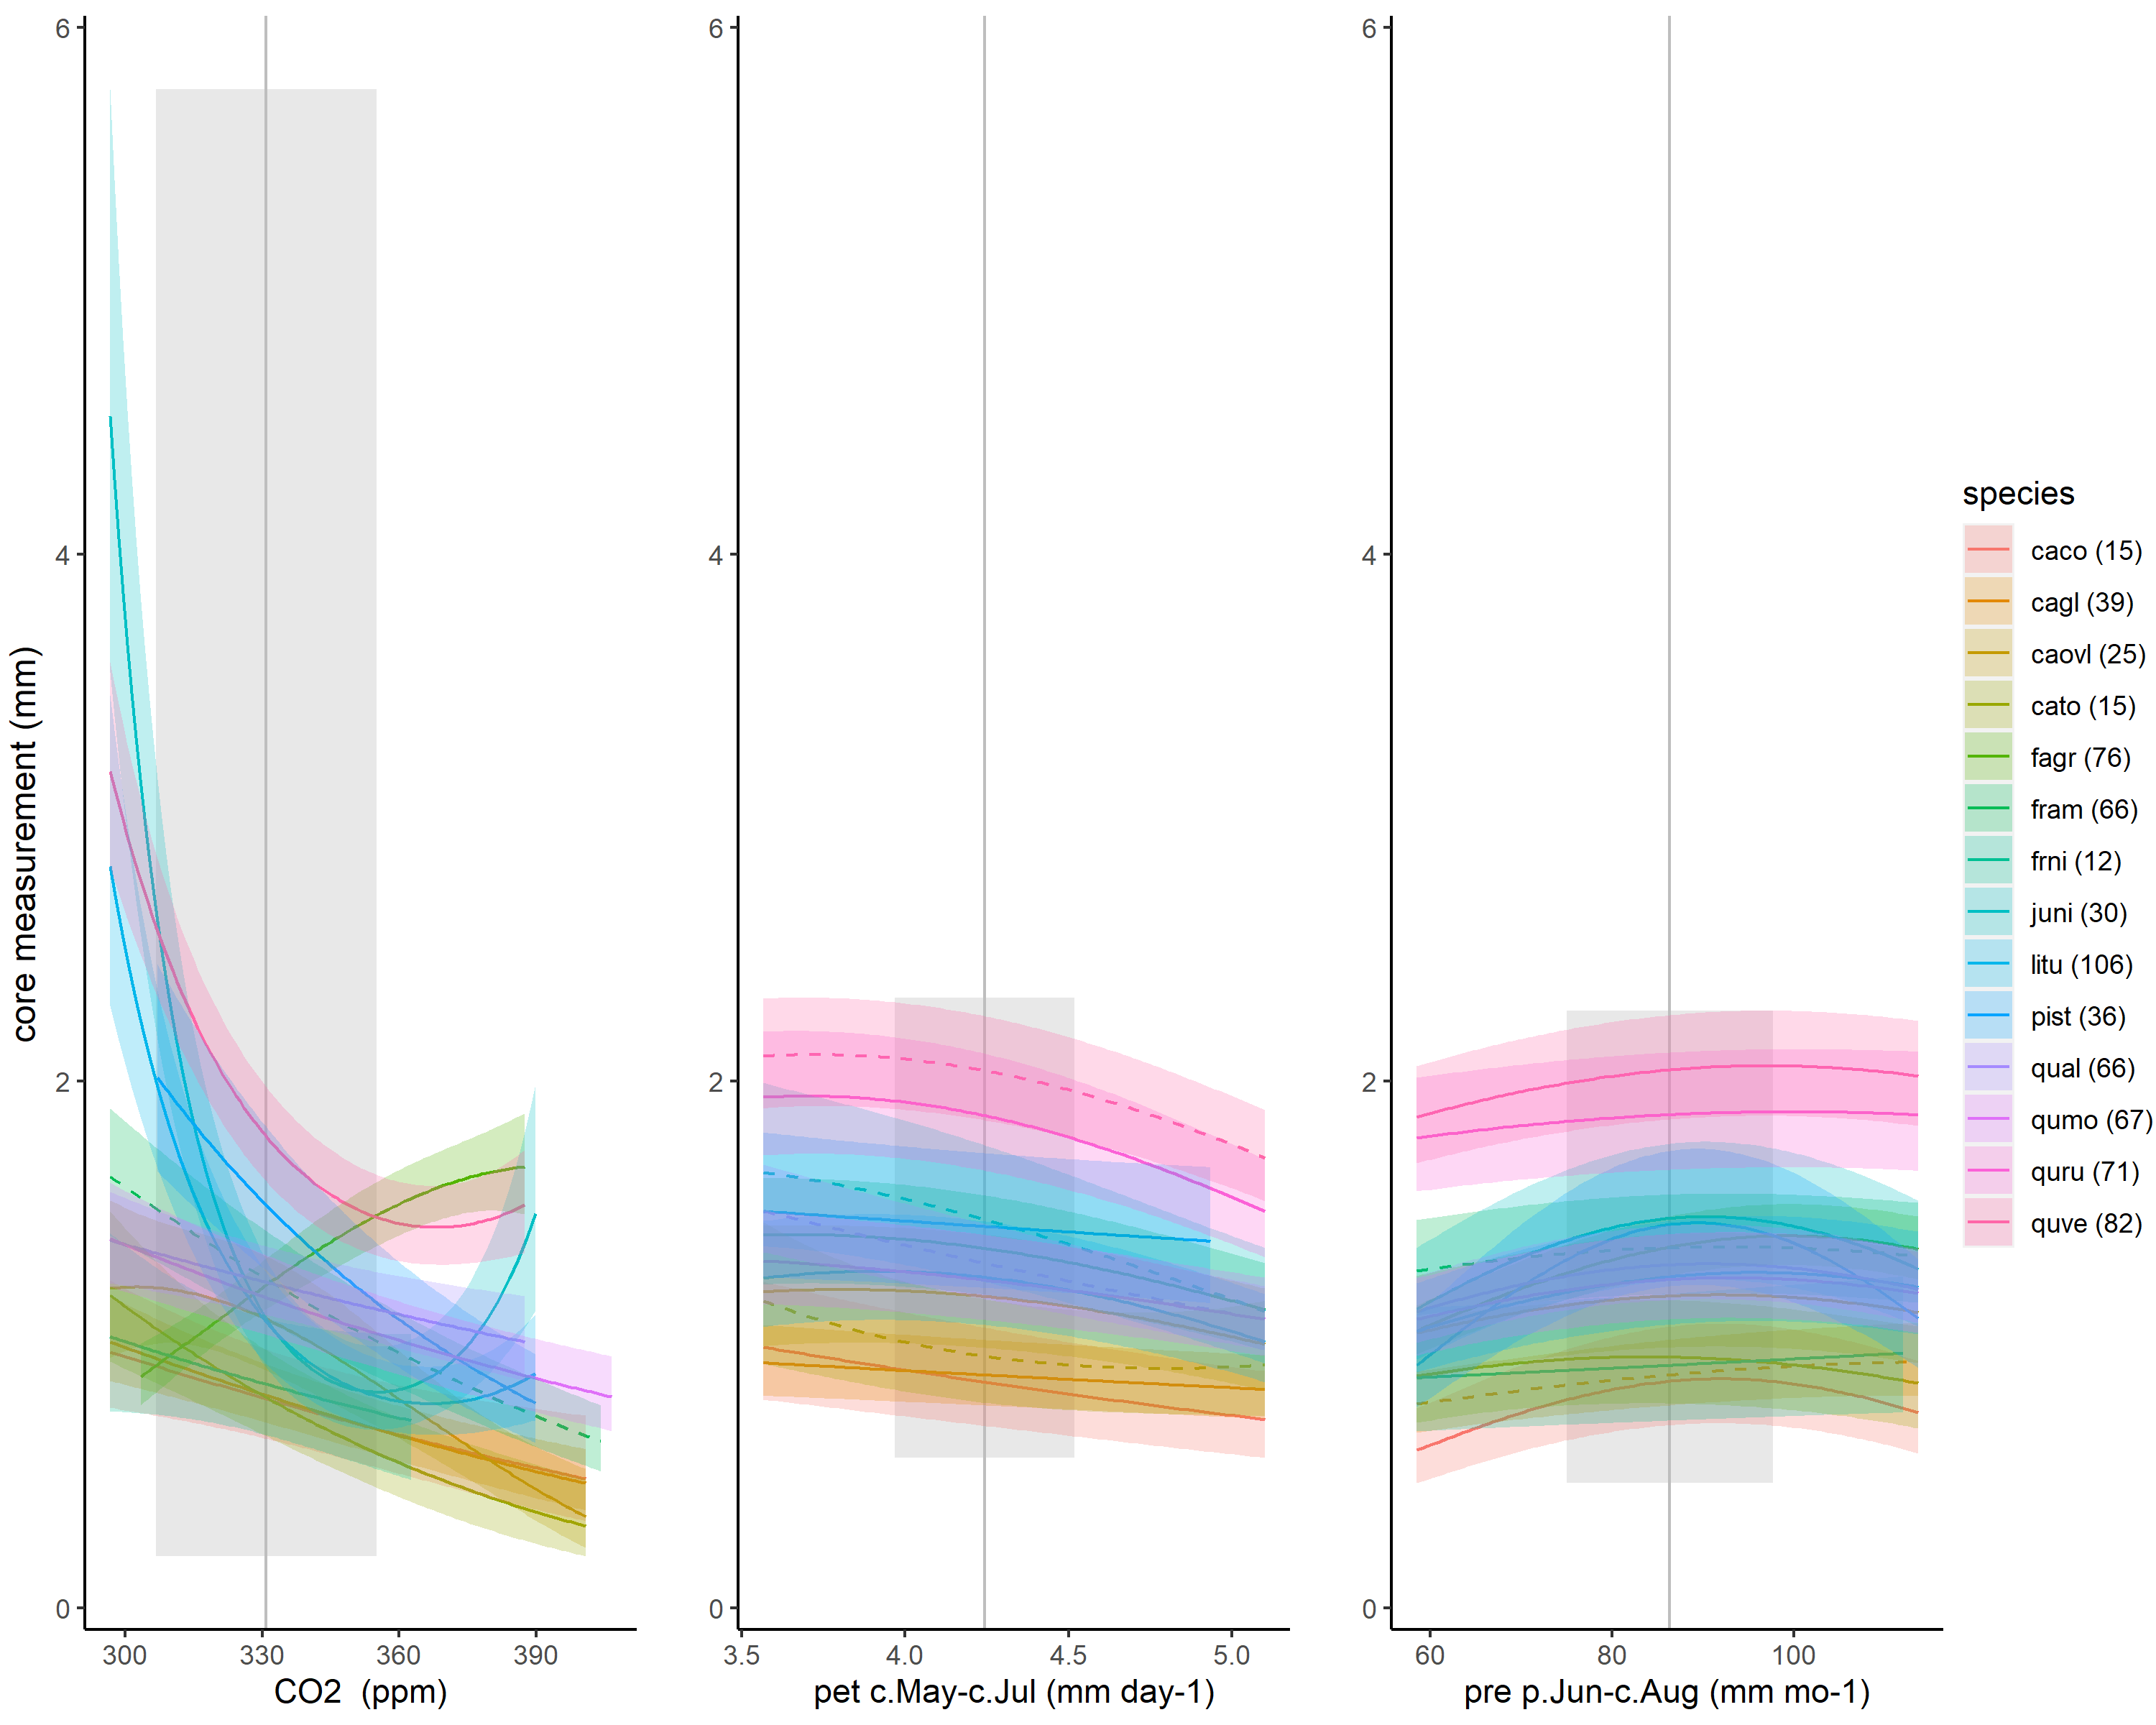 core measurement (mm)
6
4
2
0
300 330 360 390
CO2  (ppm)
6
4
2
0
3.5 4.0 4.5 5.0
pet c.May-c.Jul (mm day-1)
6
4
2
0
60 80 100
pre p.Jun-c.Aug (mm mo-1)
species
caco (15)
cagl (39)
caovl (25)
cato (15)
fagr (76)
fram (66)
frni (12)
juni (30)
litu (106)
pist (36)
qual (66)
qumo (67)
quru (71)
quve (82)